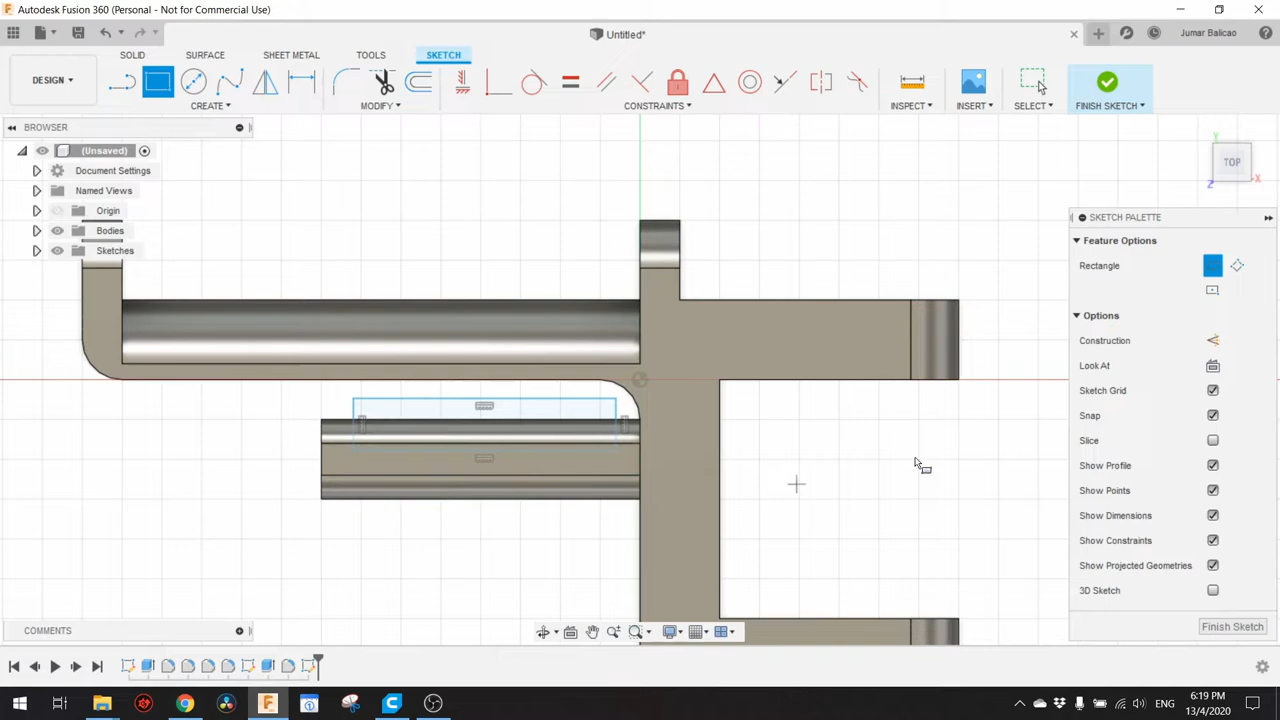 Autodesk Fusion 360 (Personal - Not for Commercial Use)
Untitled*
Jumar Balicao
DESIGN
SOLID
SURFACE
SHEET METAL
TOOLS
SKETCH
CREATE
MODIFY
CONSTRAINTS
INSPECT
INSERT
SELECT
FINISH SKETCH
BROWSER
(Unsaved)
Document Settings
Named Views
Origin
Bodies
Sketches
Y
TOP
X
Z
SKETCH PALETTE
Feature Options
Rectangle
Options
Construction
Look At
Sketch Grid
Snap
Slice
Show Profile
Show Points
Show Dimensions
Show Constraints
Show Projected Geometries
3D Sketch
Finish Sketch
COMMENTS
ENG
6:19 PM
13/4/2020